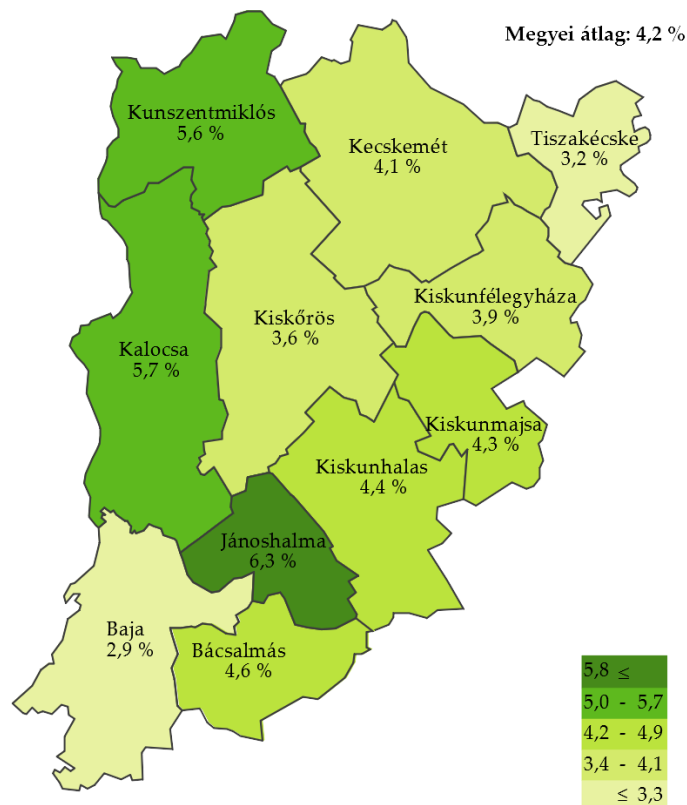 Megyei átlag: 4,2 %
Kunszentmiklós
5,6 %
Kecskemét
4,1 %
Tiszakécske
3,2 %
Kiskunfélegyháza
3,9 %
Kiskőrös
3,6 %
Kalocsa
5,7 %
Kiskunmajsa
4,3 %
Kiskunhalas
4,4 %
Jánoshalma
6,3 %
Baja
2,9 %
Bácsalmás
4,6 %
5,8 ≤
5,0 - 5,7
4,2 - 4,9
3,4 - 4,1
≤ 3,3